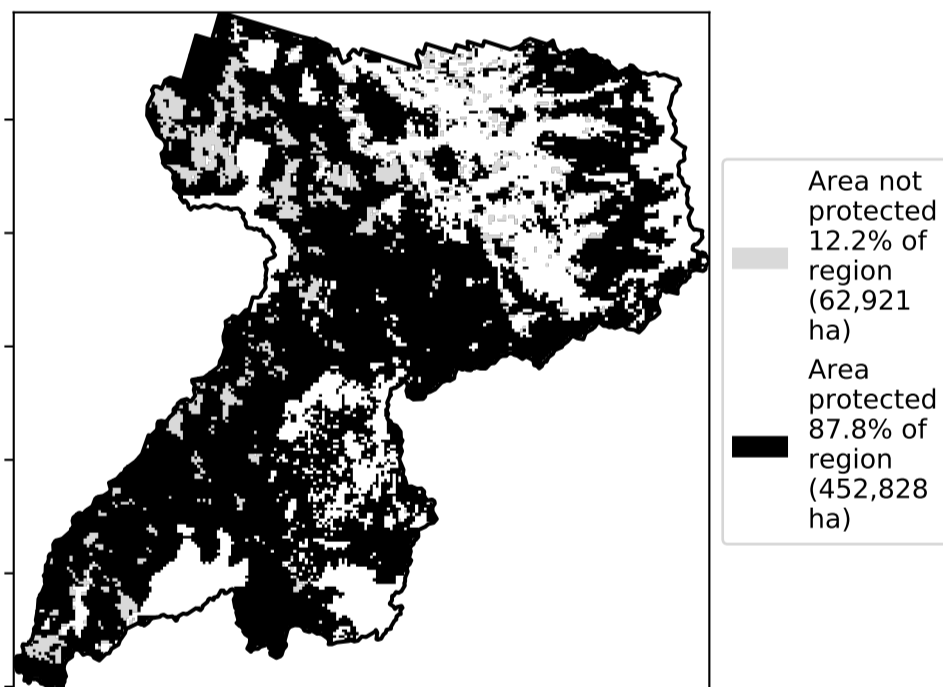 Area not
protected
12.2% of
region
(62,921
ha)
Area
protected
87.8% of
region
(452,828
ha)